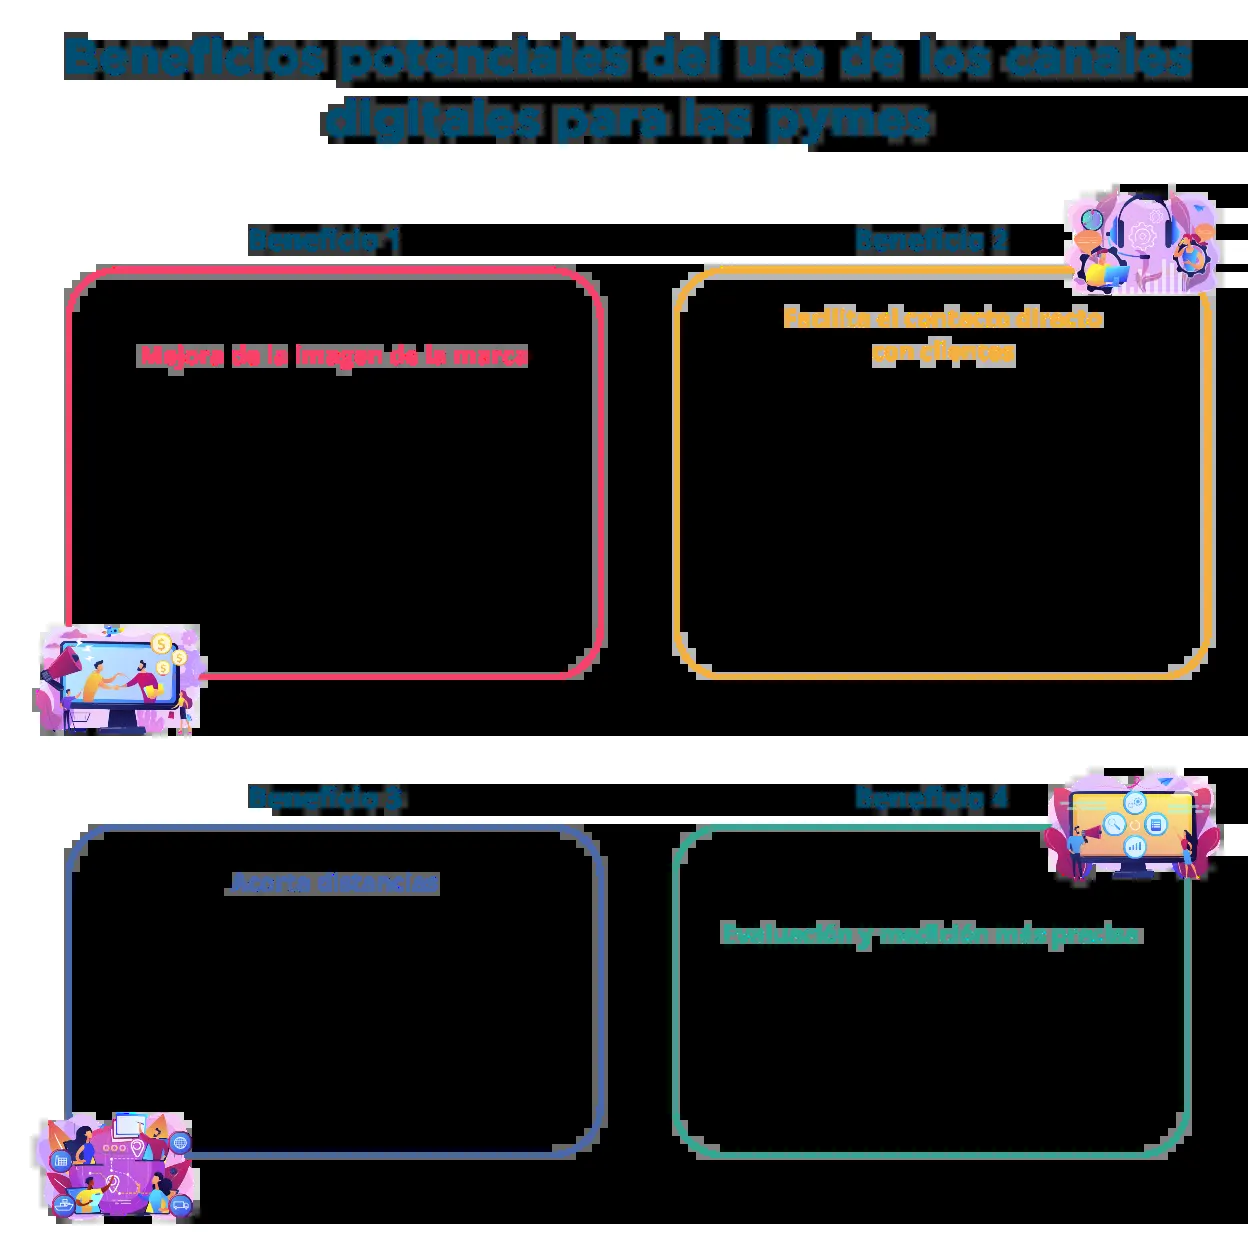 Beneficios potenciales del uso de los canales
digitales para las pymes
Beneficio 1
Beneficio 2
Mejora de la imagen de la marca
Facilita el contacto directo
con clientes
Beneficio 3
Beneficio 4
Acorta distancias
Evaluación y medición más precisa